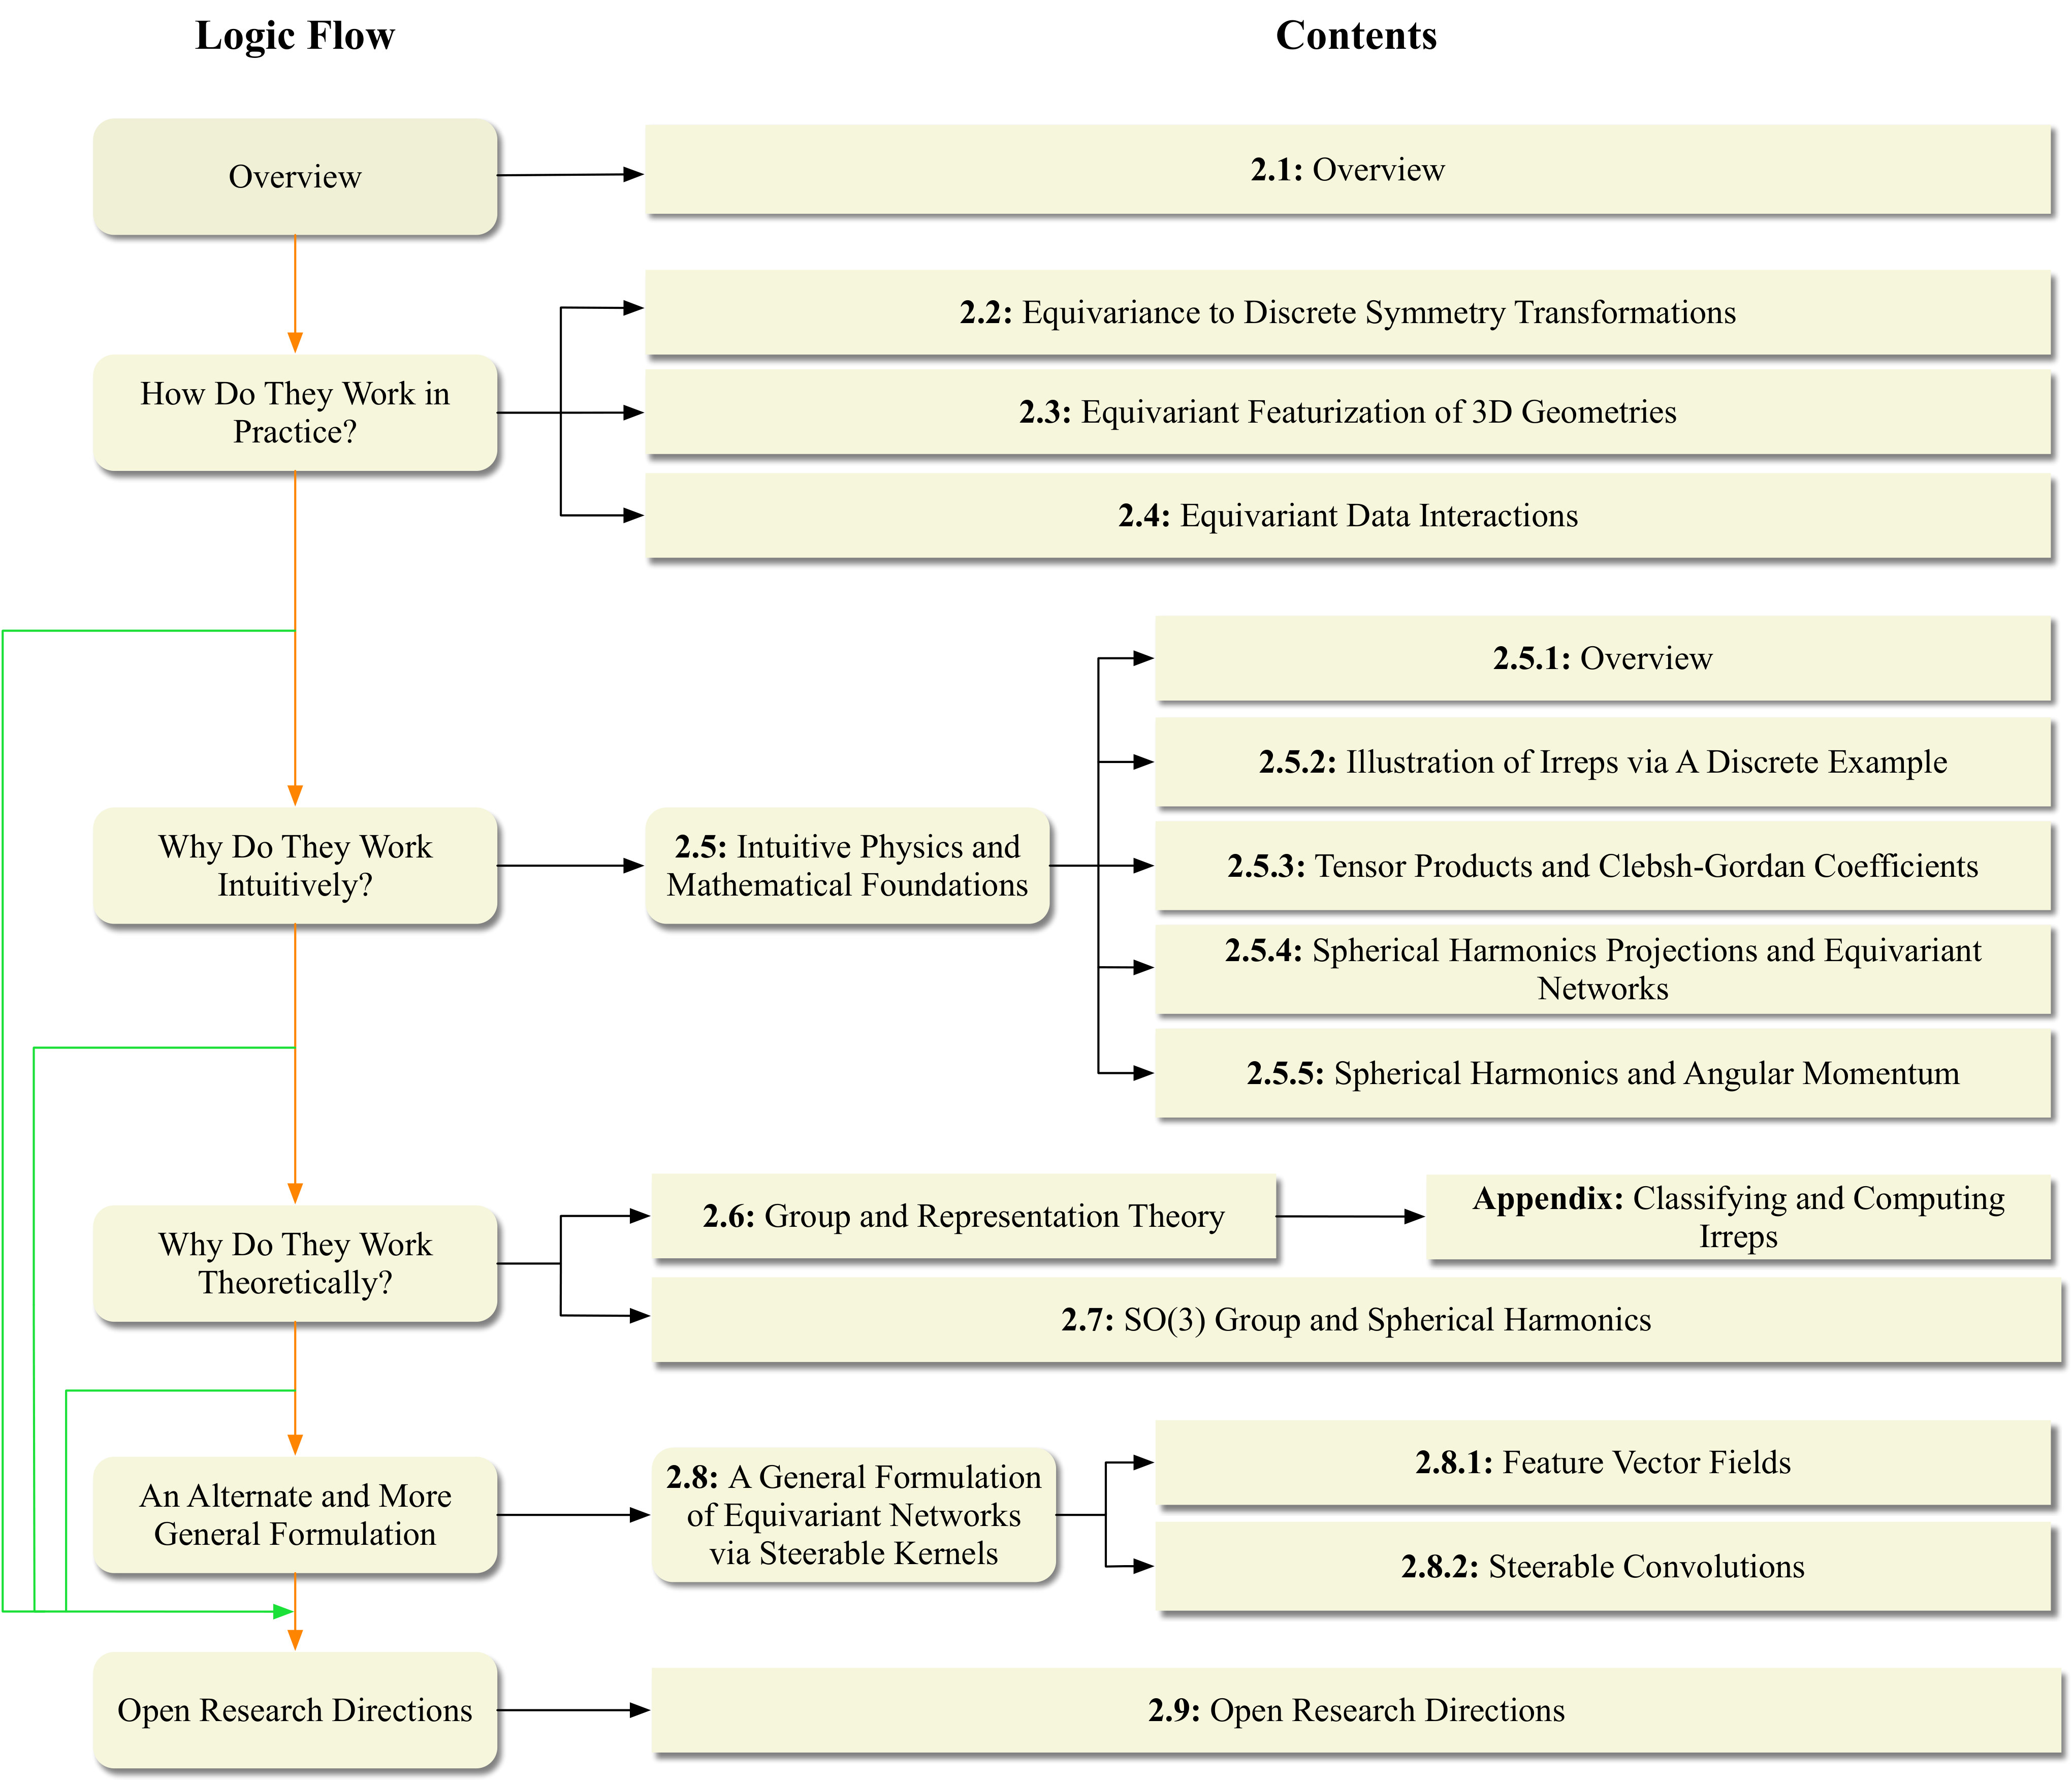 Logic Flow
Contents
Overview
2.1: Overview
How Do They Work in
Practice?
2.2: Equivariance to Discrete Symmetry Transformations
2.3: Equivariant Featurization of 3D Geometries
2.4: Equivariant Data Interactions
Why Do They Work
Intuitively?
2.5: Intuitive Physics and
Mathematical Foundations
2.5.1: Overview
2.5.2: Illustration of Irreps via A Discrete Example
2.5.3: Tensor Products and Clebsh-Gordan Coefficients
2.5.4: Spherical Harmonics Projections and Equivariant
Networks
2.5.5: Spherical Harmonics and Angular Momentum
Why Do They Work
Theoretically?
2.6: Group and Representation Theory
Appendix: Classifying and Computing
Irreps
2.7: SO(3) Group and Spherical Harmonics
An Alternate and More
General Formulation
2.8: A General Formulation
of Equivariant Networks
via Steerable Kernels
2.8.1: Feature Vector Fields
2.8.2: Steerable Convolutions
Open Research Directions
2.9: Open Research Directions